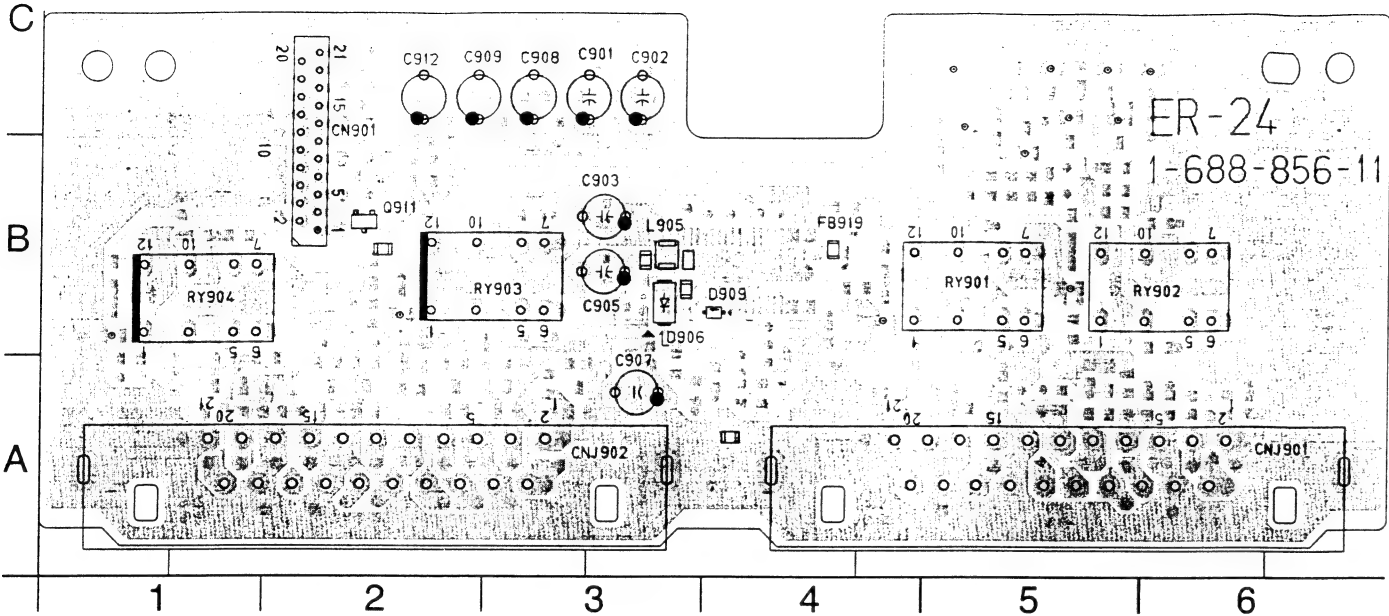 C
20 21
C912 C909 C908 C901 C902
15
CN901
10
ER-24
1-688-856-11
5
2 1
Q911
C903
L905
FB919
B
12 10 7
12 10 7
12 10 7
12 10 7
RY904
RY903
C905
D909
RY901
RY902
1 5 6
1 5 6
1 5 6
1 5 6
1D906
C907
21 20 15 5 2 1
21 20 15 5 2 1
A
CNJ902
CNJ901
1 2 3 4 5 6